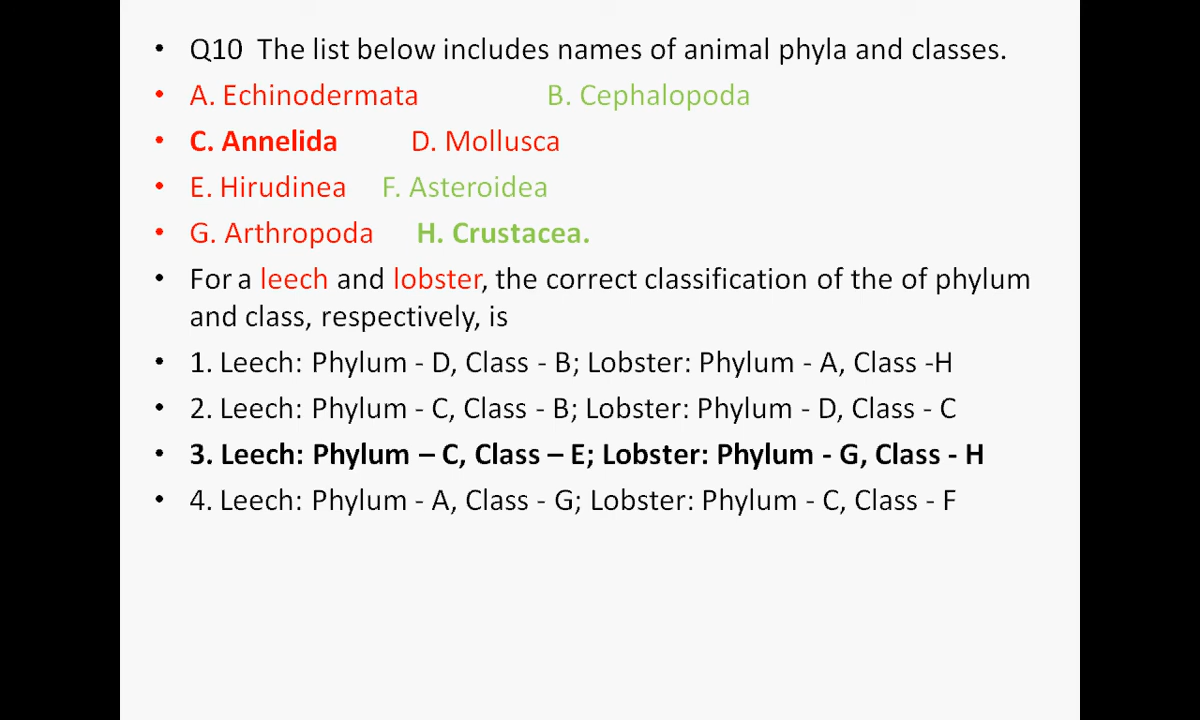 • Q10 The list below includes names of animal phyla and classes.
• A. Echinodermata B. Cephalopoda
• C. Annelida D. Mollusca
• E. Hirudinea F. Asteroidea
• G. Arthropoda H. Crustacea.
• For a leech and lobster, the correct classification of the of phylum
and class, respectively, is
• 1. Leech: Phylum - D, Class - B; Lobster: Phylum - A, Class -H
• 2. Leech: Phylum - C, Class - B; Lobster: Phylum - D, Class - C
• 3. Leech: Phylum – C, Class – E; Lobster: Phylum - G, Class - H
• 4. Leech: Phylum - A, Class - G; Lobster: Phylum - C, Class - F